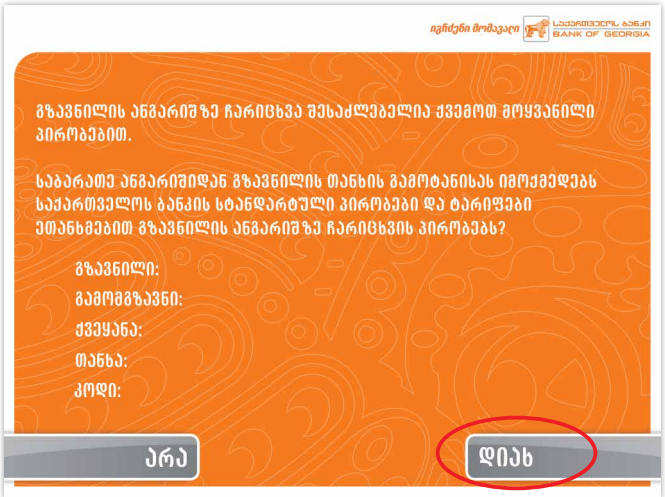 იგრძენი მომავალი
ᲡᲐᲥᲐᲠᲗᲕᲔᲚᲝᲡ ᲑᲐᲜᲙᲘ
BANK OF GEORGIA
ᲒᲖᲐᲕᲜᲘᲚᲘᲡ ᲐᲜᲒᲐᲠᲘᲨᲖᲔ ᲩᲐᲠᲘᲪᲮᲕᲐ ᲨᲔᲡᲐᲫᲚᲔᲑᲔᲚᲘᲐ ᲥᲕᲔᲛᲝᲗ ᲛᲝᲧᲕᲐᲜᲘᲚᲘ
ᲞᲘᲠᲝᲑᲔᲑᲘᲗ.
ᲡᲐᲑᲐᲠᲐᲗᲔ ᲐᲜᲒᲐᲠᲘᲨᲘᲓᲐᲜ ᲒᲖᲐᲕᲜᲘᲚᲘᲡ ᲗᲐᲜᲮᲘᲡ ᲒᲐᲛᲝᲢᲐᲜᲘᲡᲐᲡ ᲘᲛᲝᲥᲛᲔᲓᲔᲑᲡ
ᲡᲐᲥᲐᲠᲗᲕᲔᲚᲝᲡ ᲑᲐᲜᲙᲘᲡ ᲡᲢᲐᲜᲓᲐᲠᲢᲣᲚᲘ ᲞᲘᲠᲝᲑᲔᲑᲘ ᲓᲐ ᲢᲐᲠᲘᲤᲔᲑᲘ
ᲔᲗᲐᲜᲮᲛᲔᲑᲘᲗ ᲒᲖᲐᲕᲜᲘᲚᲘᲡ ᲐᲜᲒᲐᲠᲘᲨᲖᲔ ᲩᲐᲠᲘᲪᲮᲕᲘᲡ ᲞᲘᲠᲝᲑᲔᲑᲡ?
ᲒᲖᲐᲕᲜᲘᲚᲘ:
ᲒᲐᲛᲝᲛᲒᲖᲐᲕᲜᲘ:
ᲥᲕᲔᲧᲐᲜᲐ:
ᲗᲐᲜᲮᲐ:
ᲙᲝᲓᲘ:
ᲐᲠᲐ
ᲓᲘᲐᲮ